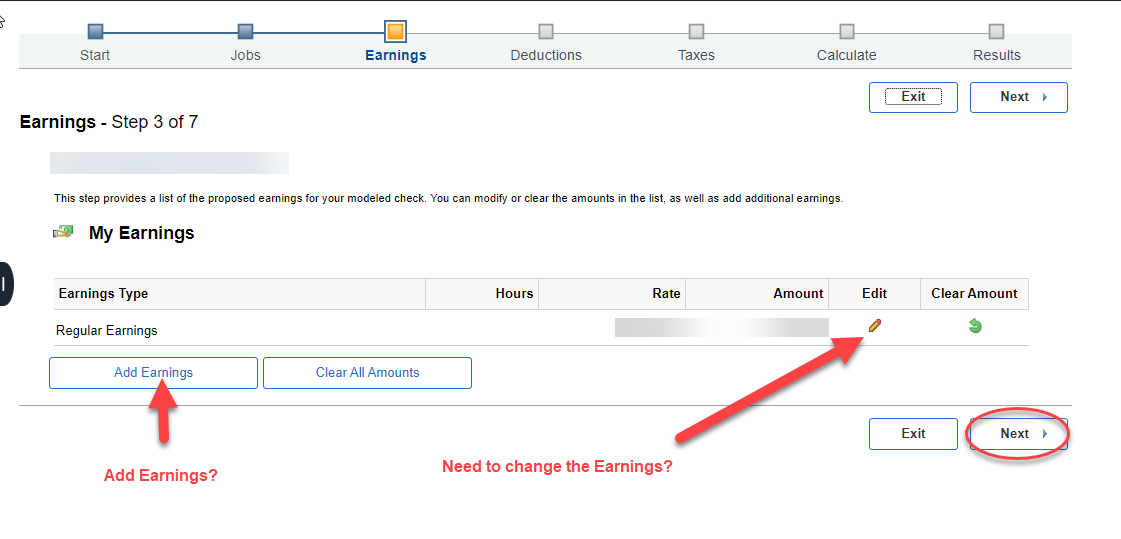 Start Jobs Earnings Deductions Taxes Calculate Results
Exit Next
Earnings - Step 3 of 7
This step provides a list of the proposed earnings for your modeled check. You can modify or clear the amounts in the list, as well as add additional earnings.
My Earnings
Earnings Type Hours Rate Amount Edit Clear Amount
Regular Earnings
Add Earnings Clear All Amounts
Exit Next
Need to change the Earnings?
Add Earnings?